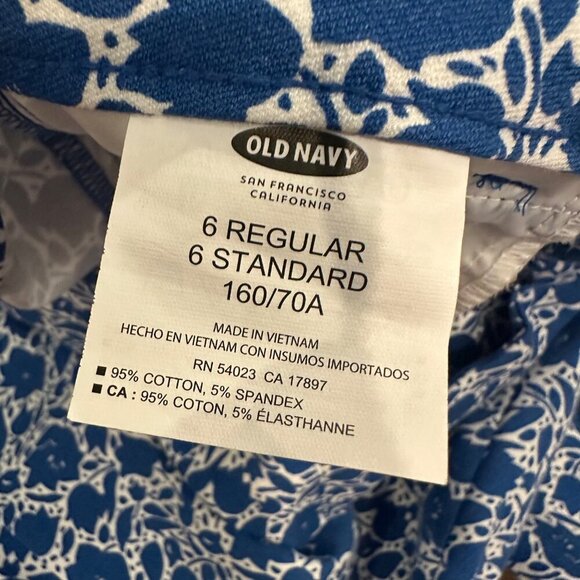 OLD NAVY
SAN FRANCISCO
CALIFORNIA
6 REGULAR
6 STANDARD
160/70A
MADE IN VIETNAM
HECHO EN VIETNAM CON INSUMOS IMPORTADOS
RN 54023 CA 17897
■ 95% COTTON, 5% SPANDEX
■ CA : 95% COTON, 5% ÉLASTHANNE